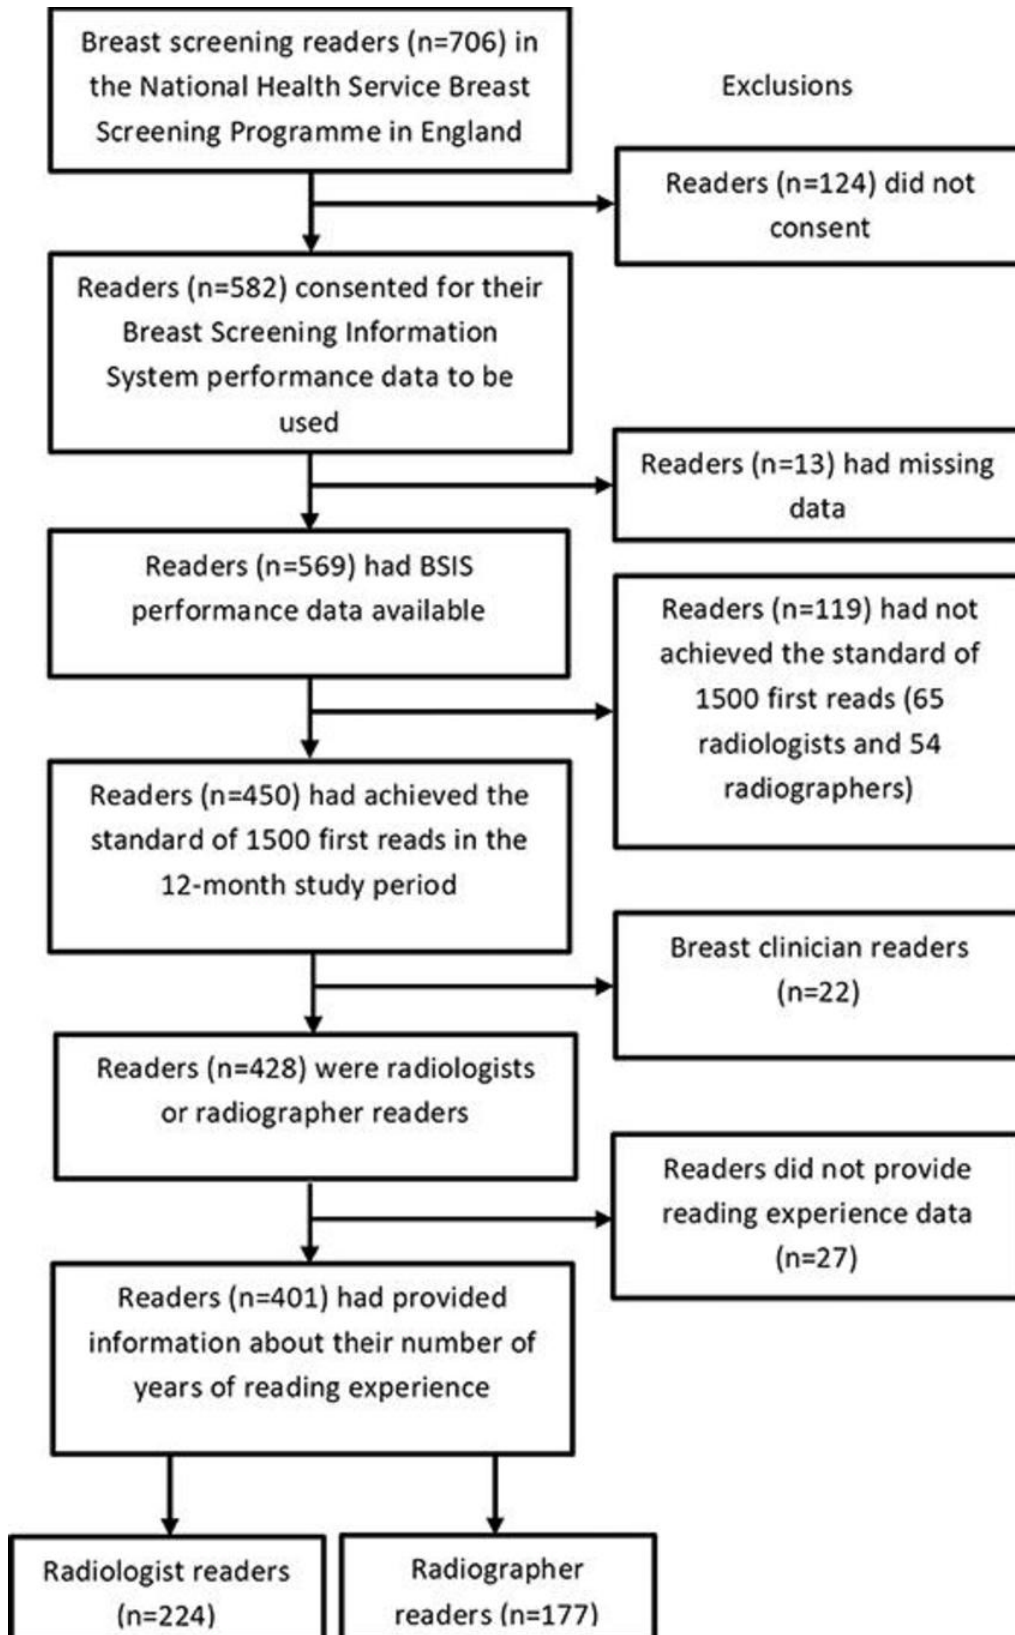 Breast screening readers (n=706) in
the National Health Service Breast
Screening Programme in England
Exclusions
Readers (n=124) did not
consent
Readers (n=582) consented for their
Breast Screening Information
System performance data to be
used
Readers (n=13) had missing
data
Readers (n=569) had BSIS
performance data available
Readers (n=119) had not
achieved the standard of
1500 first reads (65
radiologists and 54
radiographers)
Readers (n=450) had achieved the
standard of 1500 first reads in the
12-month study period
Breast clinician readers
(n=22)
Readers (n=428) were radiologists
or radiographer readers
Readers did not provide
reading experience data
(n=27)
Readers (n=401) had provided
information about their number of
years of reading experience
Radiologist readers
(n=224)
Radiographer
readers (n=177)